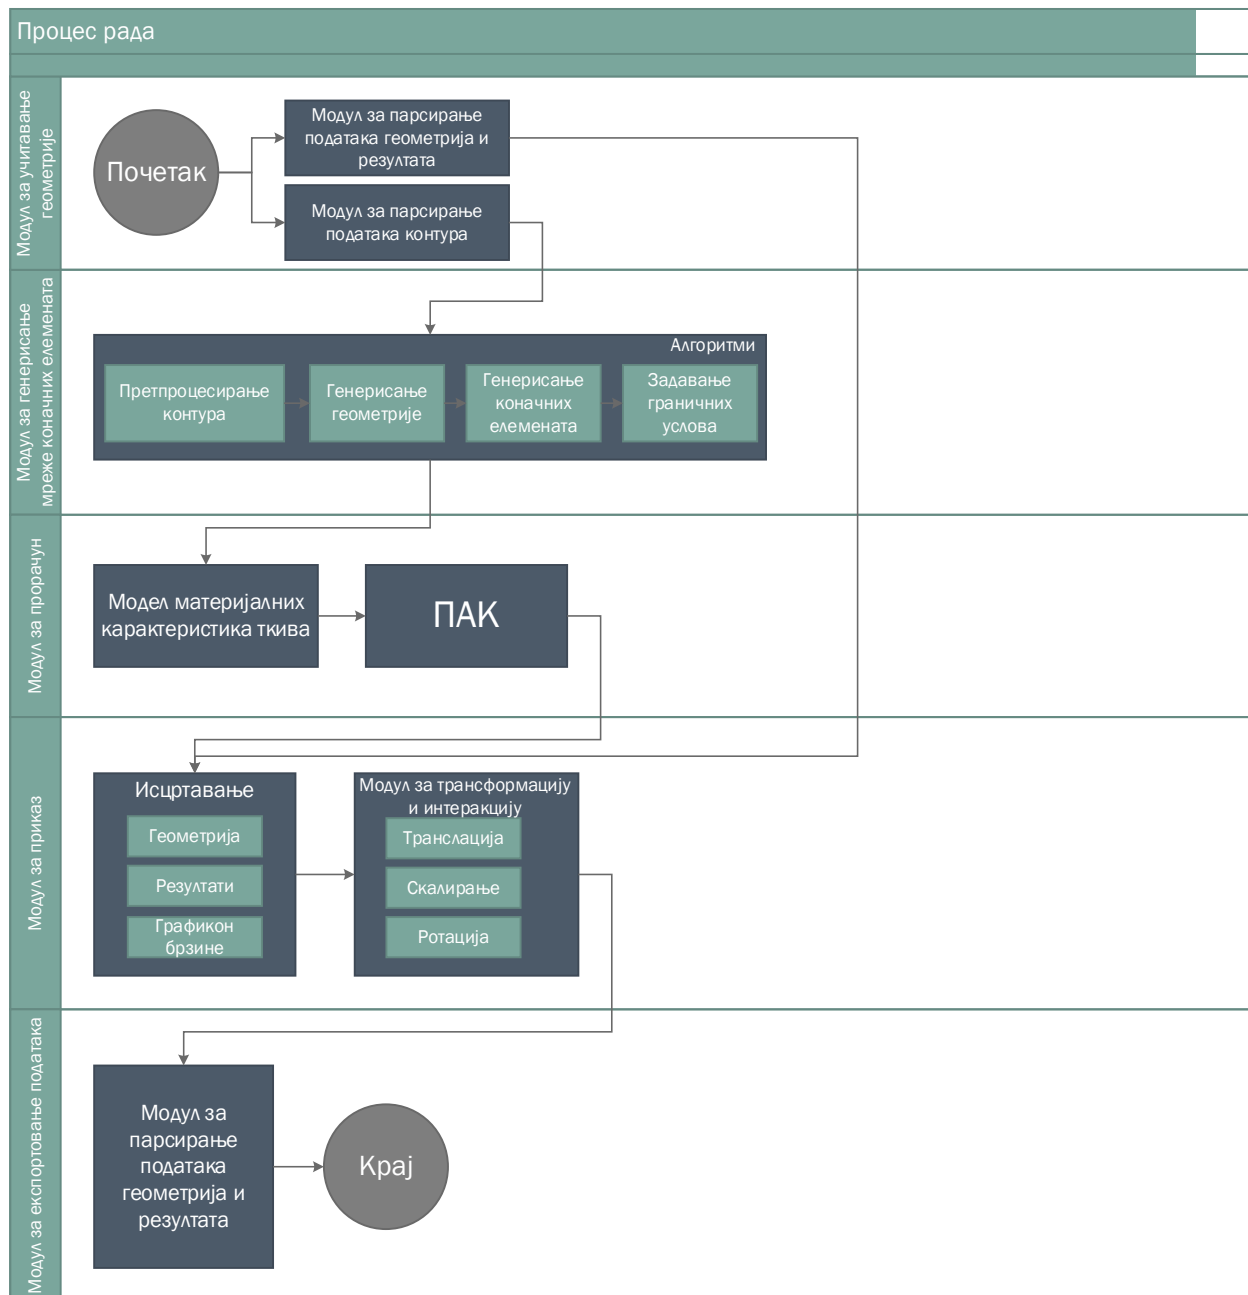 Процес рада
Модул за учитавање
геометрије
Почетак
Модул за парсирање
података геометрија и
резултата
Модул за парсирање
података контура
Модул за генерисање
мреже коначних елемената
Алгоритми
Претпроцесирање
контура
Генерисање
геометрије
Генерисање
коначних
елемената
Задавање
граничних
услова
Модул за прорачун
Модел материјалних
карактеристика ткива
ПАК
Модул за приказ
Исцртавање
Геометрија
Резултати
Графикон
брзине
Модул за трансформацију
и интеракцију
Транслација
Скалирање
Ротација
Модул за експортовање података
Модул за
парсирање
података
геометрија и
резултата
Крај